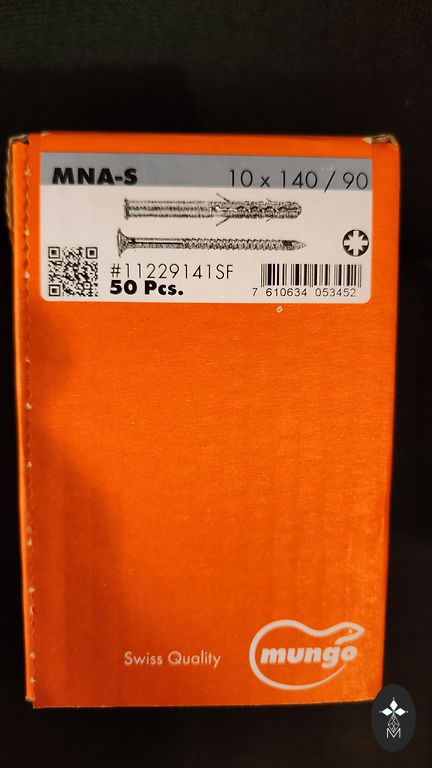 MNA-S 10 x 140 / 90
#11229141SF
50 Pcs.
7 610634 053452
Swiss Quality
mungo
M